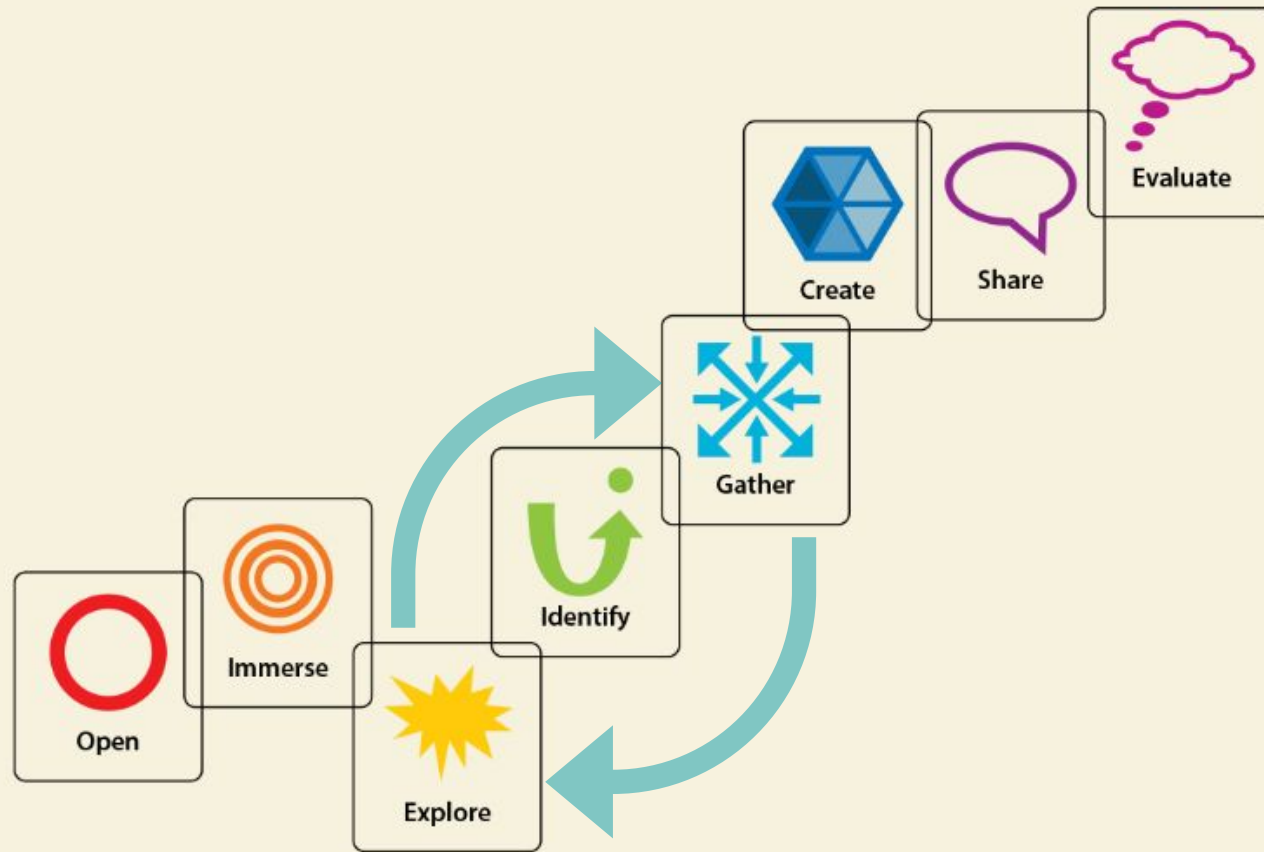 Open
Immerse
Explore
Identify
Gather
Create
Share
Evaluate